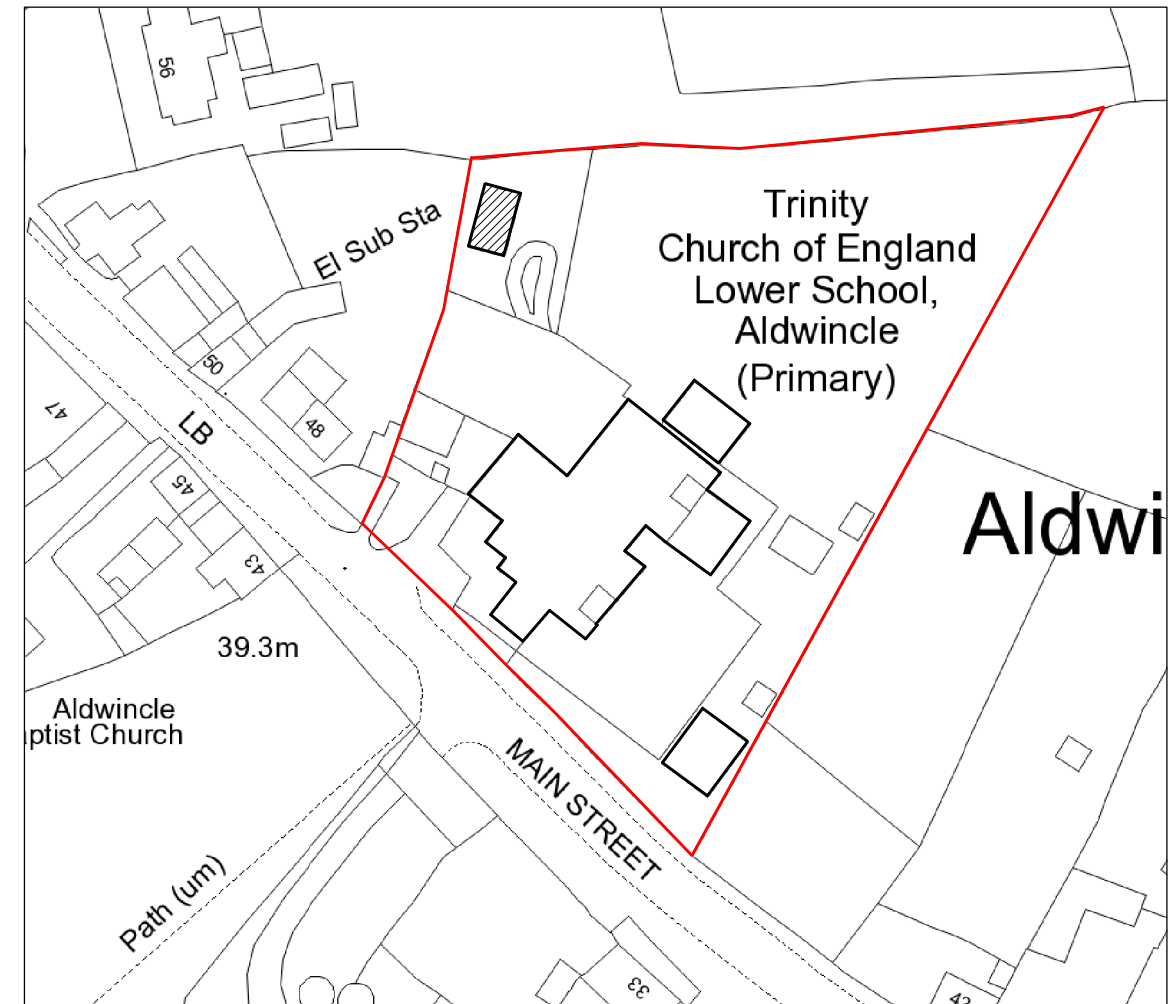 56
Trinity
Church of England
Lower School,
Aldwincle
(Primary)
El Sub Sta
50
47
48
LB
45
43
Aldwi
39.3m
Aldwincle
ptist Church
MAIN STREET
Path (um)
33